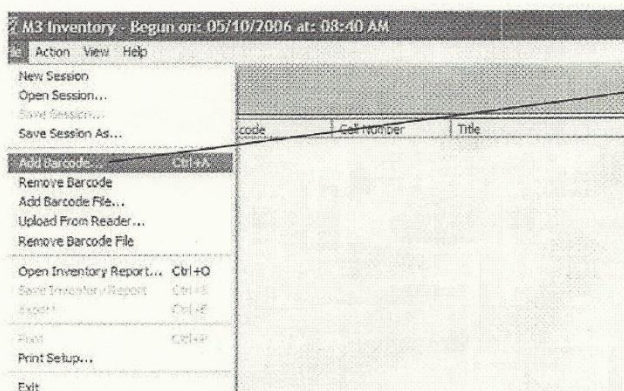 M3 Inventory - Begun on: 05/10/2006 at: 08:40 AM
Action View Help
New Session
Open Session...
Save Session...
Save Session As...
code Call Number Title
Add Barcode... Ctrl+A
Remove Barcode
Add Barcode File...
Upload From Reader...
Remove Barcode File
Open Inventory Report... Ctrl+O
Save Inventory Report Ctrl+S
Export Ctrl+E
Print Ctrl+P
Print Setup...
Exit